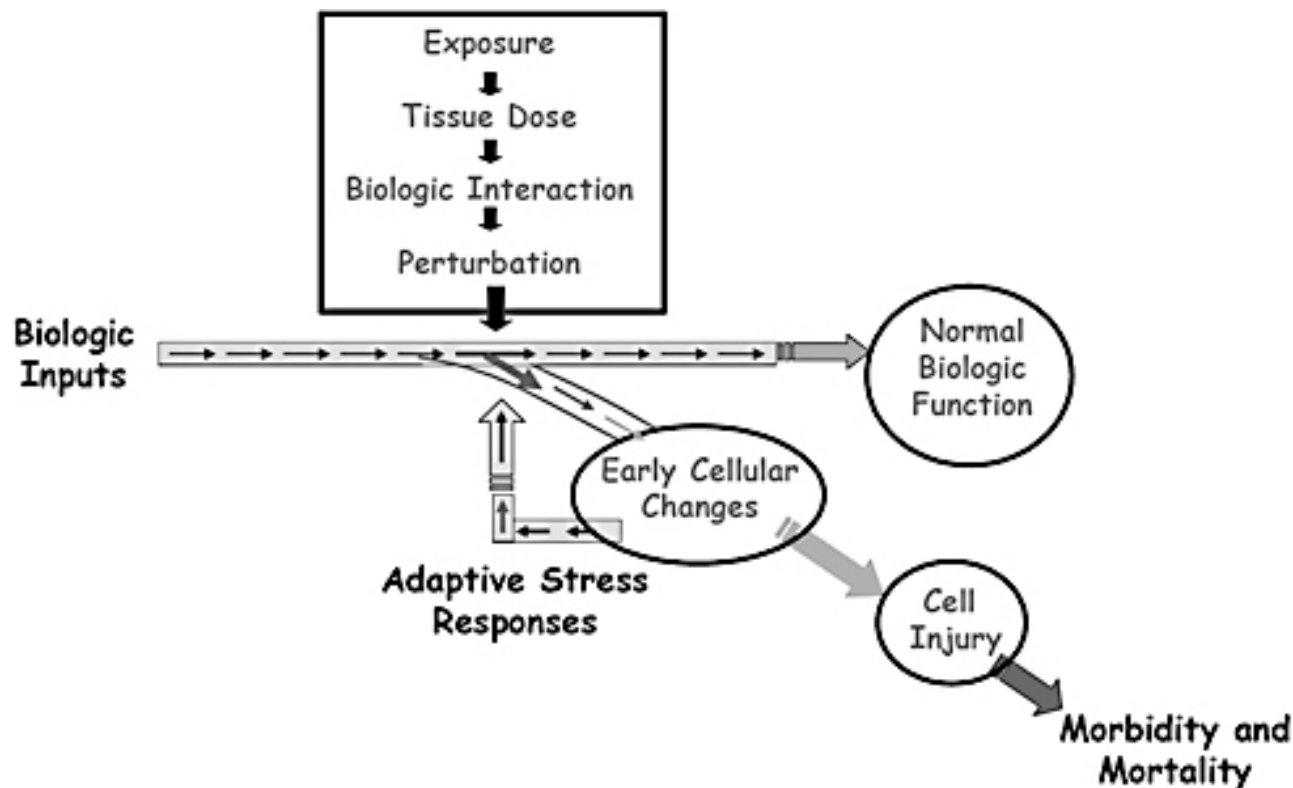 Exposure
Tissue Dose
Biologic Interaction
Perturbation
Biologic
Inputs
Normal
Biologic
Function
Early Cellular
Changes
Adaptive Stress
Responses
Cell
Injury
Morbidity and
Mortality